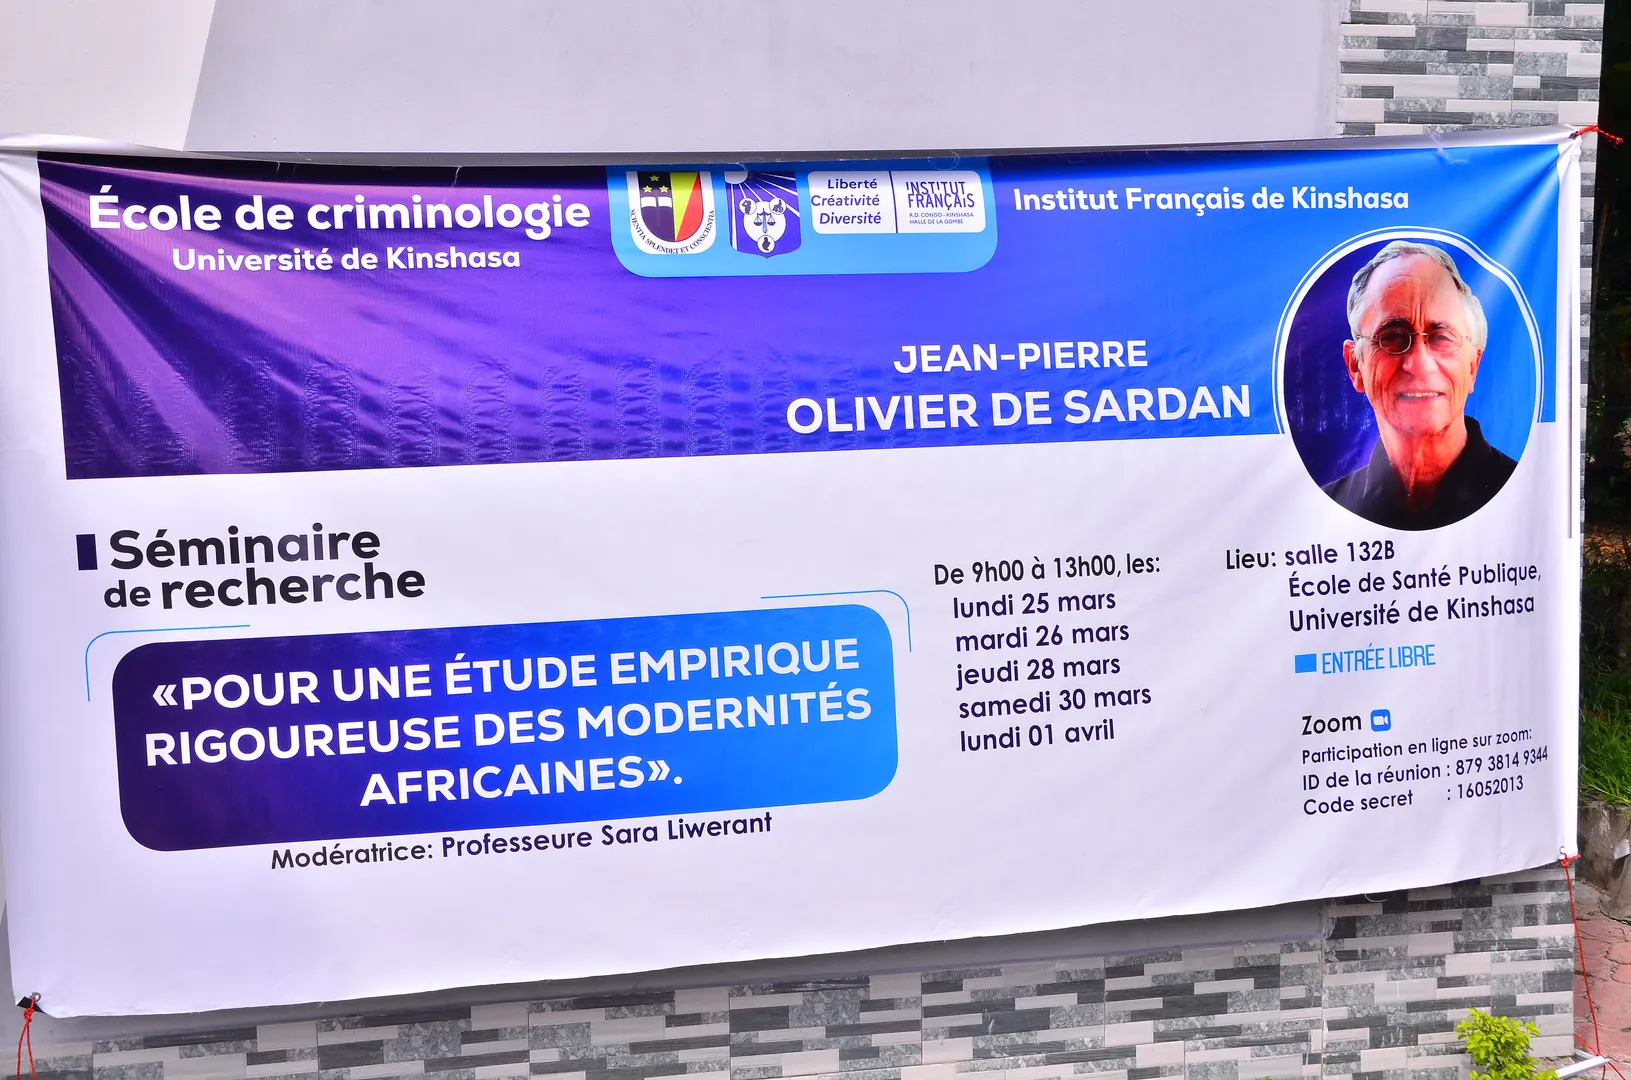 École de criminologie
Université de Kinshasa
SCIENTIA SPLENDET ET CONSCIENTIA
Liberté
Créativité
Diversité
INSTITUT
FRANÇAIS
R.D. CONGO - KINSHASA
HALLE DE LA GOMBE
Institut Français de Kinshasa
JEAN-PIERRE
OLIVIER DE SARDAN
Séminaire
de recherche
«POUR UNE ÉTUDE EMPIRIQUE
RIGOUREUSE DES MODERNITÉS
AFRICAINES».
Modératrice: Professeure Sara Liwerant
De 9h00 à 13h00, les:
lundi 25 mars
mardi 26 mars
jeudi 28 mars
samedi 30 mars
lundi 01 avril
Lieu: salle 132B
École de Santé Publique,
Université de Kinshasa
ENTRÉE LIBRE
Zoom
Participation en ligne sur zoom:
ID de la réunion : 879 3814 9344
Code secret : 16052013